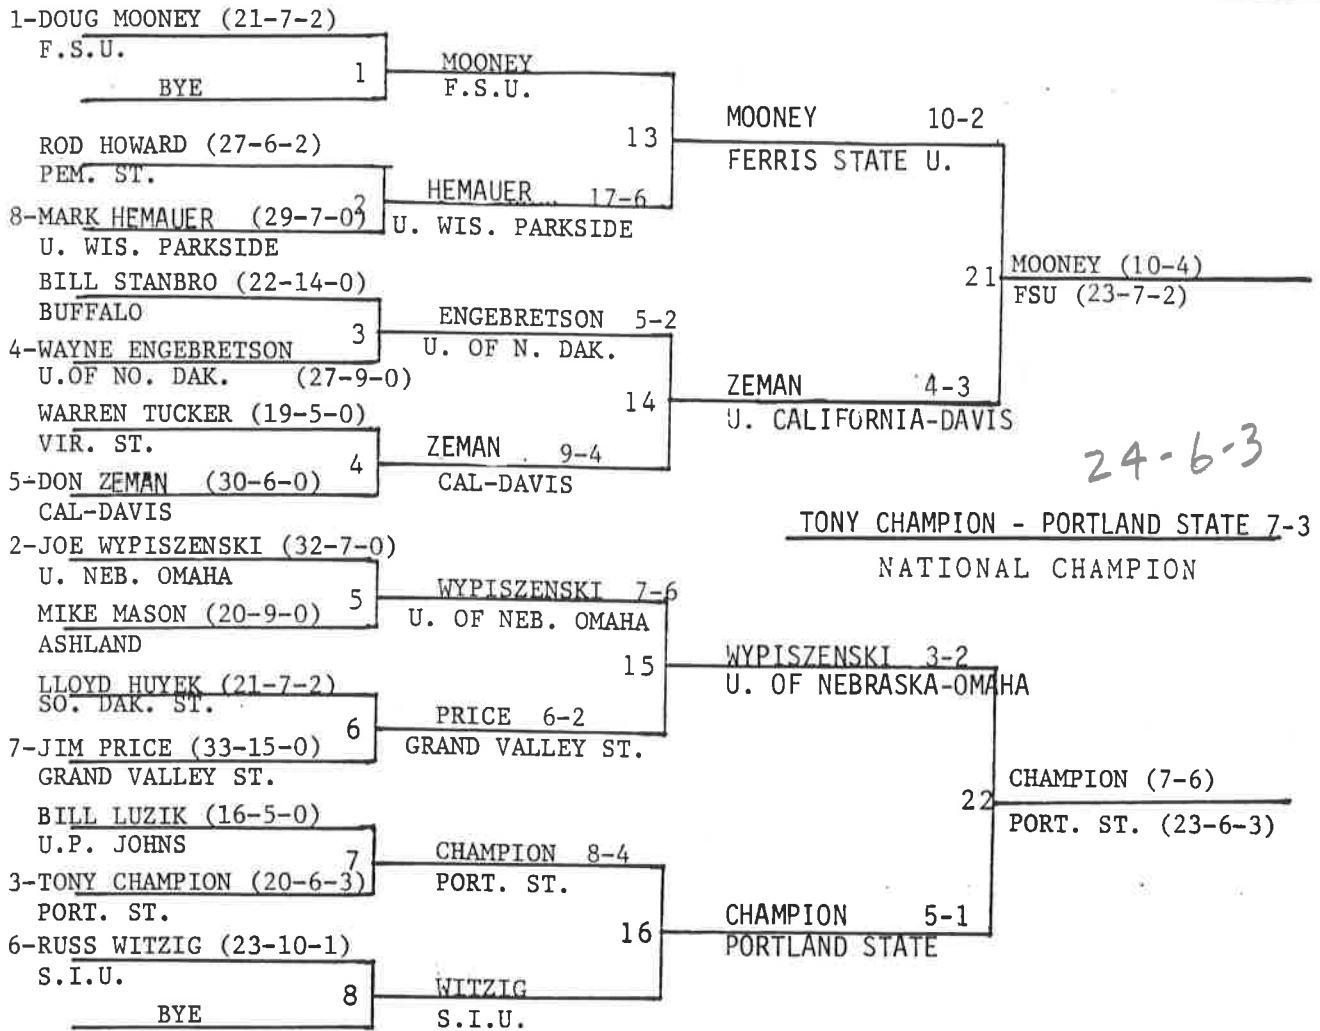 1-DOUG MOONEY (21-7-2)
F.S.U.
1
BYE
MOONEY
F.S.U.
ROD HOWARD (27-6-2)
PEM. ST.
2
8-MARK HEMAUER (29-7-0)
U. WIS. PARKSIDE
HEMAUER 17-6
U. WIS. PARKSIDE
13
MOONEY 10-2
FERRIS STATE U.
BILL STANBRO (22-14-0)
BUFFALO
3
4-WAYNE ENGEBRETSON
U.OF NO. DAK. (27-9-0)
ENGEBRETSON 5-2
U. OF N. DAK.
WARREN TUCKER (19-5-0)
VIR. ST.
4
5-DON ZEMAN (30-6-0)
CAL-DAVIS
ZEMAN 9-4
CAL-DAVIS
14
ZEMAN 4-3
U. CALIFORNIA-DAVIS
21
MOONEY (10-4)
FSU (23-7-2)
24-6-3
TONY CHAMPION - PORTLAND STATE 7-3
NATIONAL CHAMPION
2-JOE WYPISZENSKI (32-7-0)
U. NEB. OMAHA
5
MIKE MASON (20-9-0)
ASHLAND
WYPISZENSKI 7-6
U. OF NEB. OMAHA
LLOYD HUYEK (21-7-2)
SO. DAK. ST.
6
7-JIM PRICE (33-15-0)
GRAND VALLEY ST.
PRICE 6-2
GRAND VALLEY ST.
15
WYPISZENSKI 3-2
U. OF NEBRASKA-OMAHA
BILL LUZIK (16-5-0)
U.P. JOHNS
7
3-TONY CHAMPION (20-6-3)
PORT. ST.
CHAMPION 8-4
PORT. ST.
6-RUSS WITZIG (23-10-1)
S.I.U.
8
BYE
WITZIG
S.I.U.
16
CHAMPION 5-1
PORTLAND STATE
22
CHAMPION (7-6)
PORT. ST. (23-6-3)